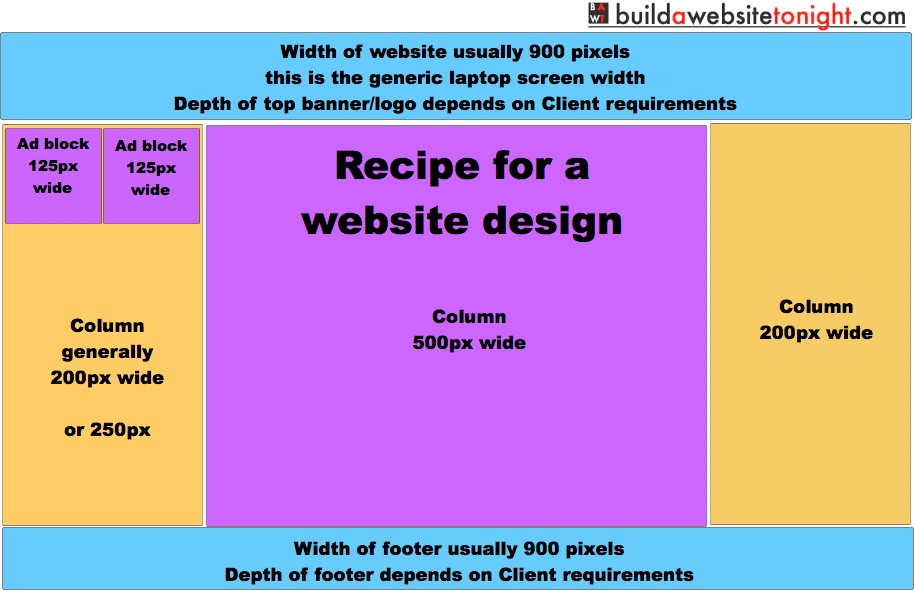 BA
WT
buildawebsitetonight.com
Width of website usually 900 pixels
this is the generic laptop screen width
Depth of top banner/logo depends on Client requirements
Ad block
125px
wide
Ad block
125px
wide
Column
generally
200px wide
or 250px
Recipe for a
website design
Column
500px wide
Column
200px wide
Width of footer usually 900 pixels
Depth of footer depends on Client requirements